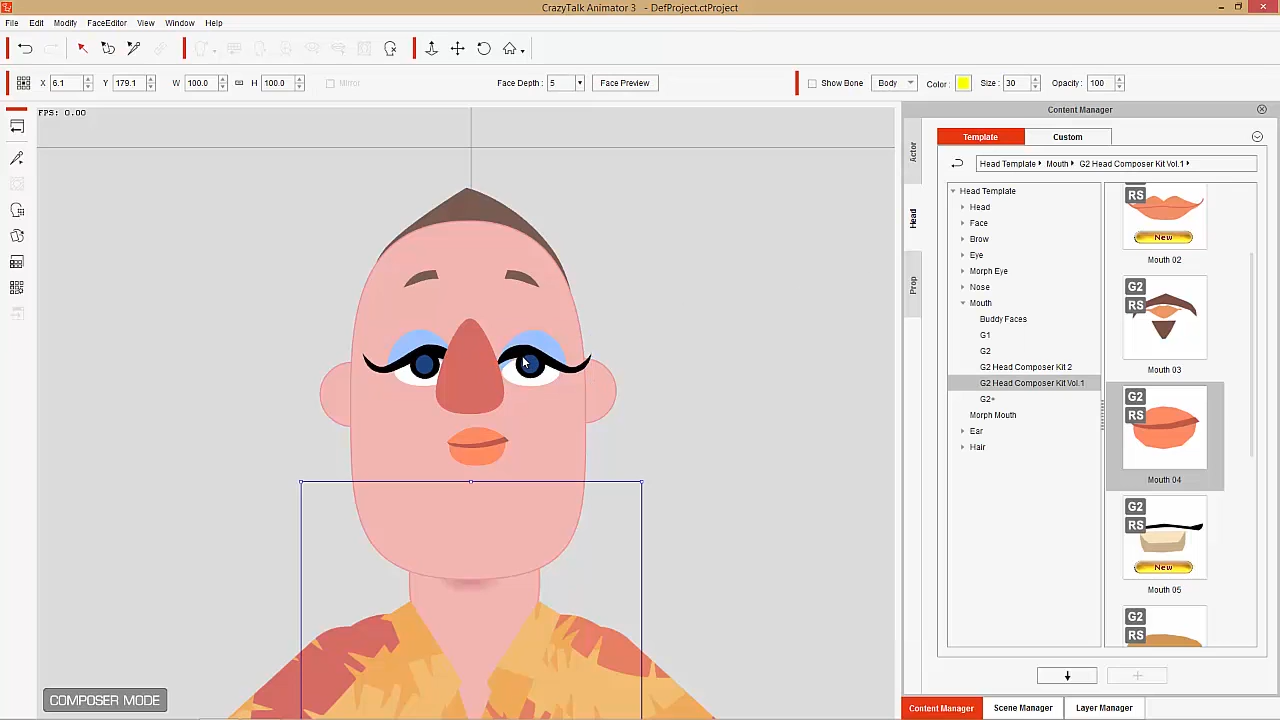 CrazyTalk Animator 3 - DefProject.ctProject
File Edit Modify FaceEditor View Window Help
X 6.1 Y 179.1 W 100.0 H 100.0 Mirror Face Depth : 5 Face Preview Show Bone Body Color : Size : 30 Opacity : 100
FPS: 0.00
Content Manager
Template Custom
Head Template Mouth G2 Head Composer Kit Vol.1
Actor
Head
Prop
Head Template
Head
Face
Brow
Eye
Morph Eye
Nose
Mouth
Buddy Faces
G1
G2
G2 Head Composer Kit 2
G2 Head Composer Kit Vol.1
G2+
Morph Mouth
Ear
Hair
RS
New
Mouth 02
G2
RS
Mouth 03
G2
RS
Mouth 04
G2
RS
New
Mouth 05
G2
RS
COMPOSER MODE
Content Manager Scene Manager Layer Manager